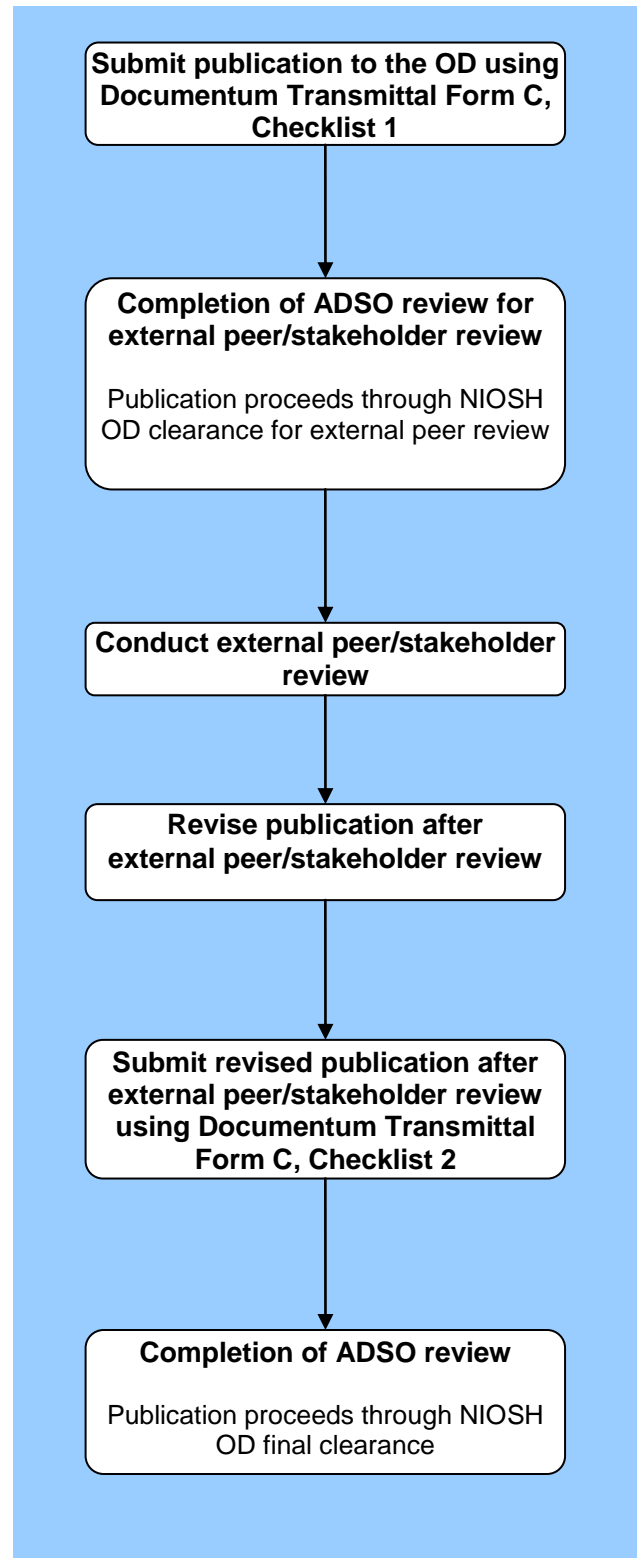 Submit publication to the OD using
Documentum Transmittal Form C,
Checklist 1
Completion of ADSO review for
external peer/stakeholder review
Publication proceeds through NIOSH
OD clearance for external peer review
Conduct external peer/stakeholder
review
Revise publication after
external peer/stakeholder review
Submit revised publication after
external peer/stakeholder review
using Documentum Transmittal
Form C, Checklist 2
Completion of ADSO review
Publication proceeds through NIOSH
OD final clearance